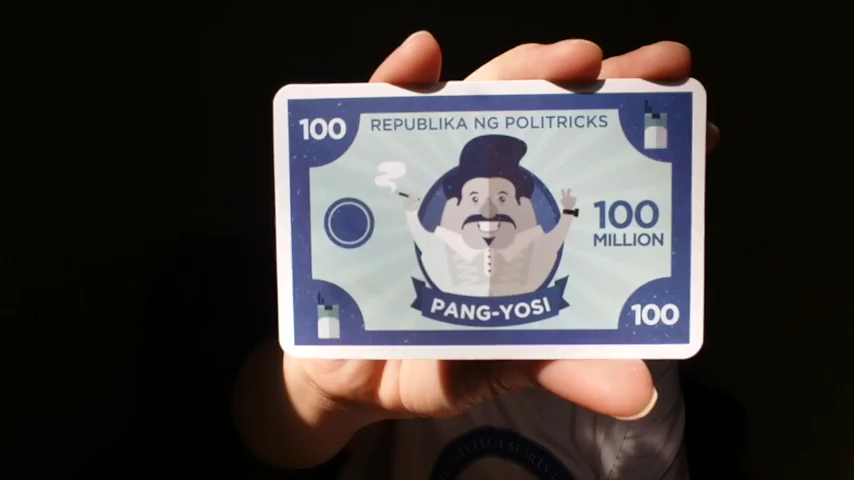 100
REPUBLIKA NG POLITRICKS
100
MILLION
PANG-YOSI
100